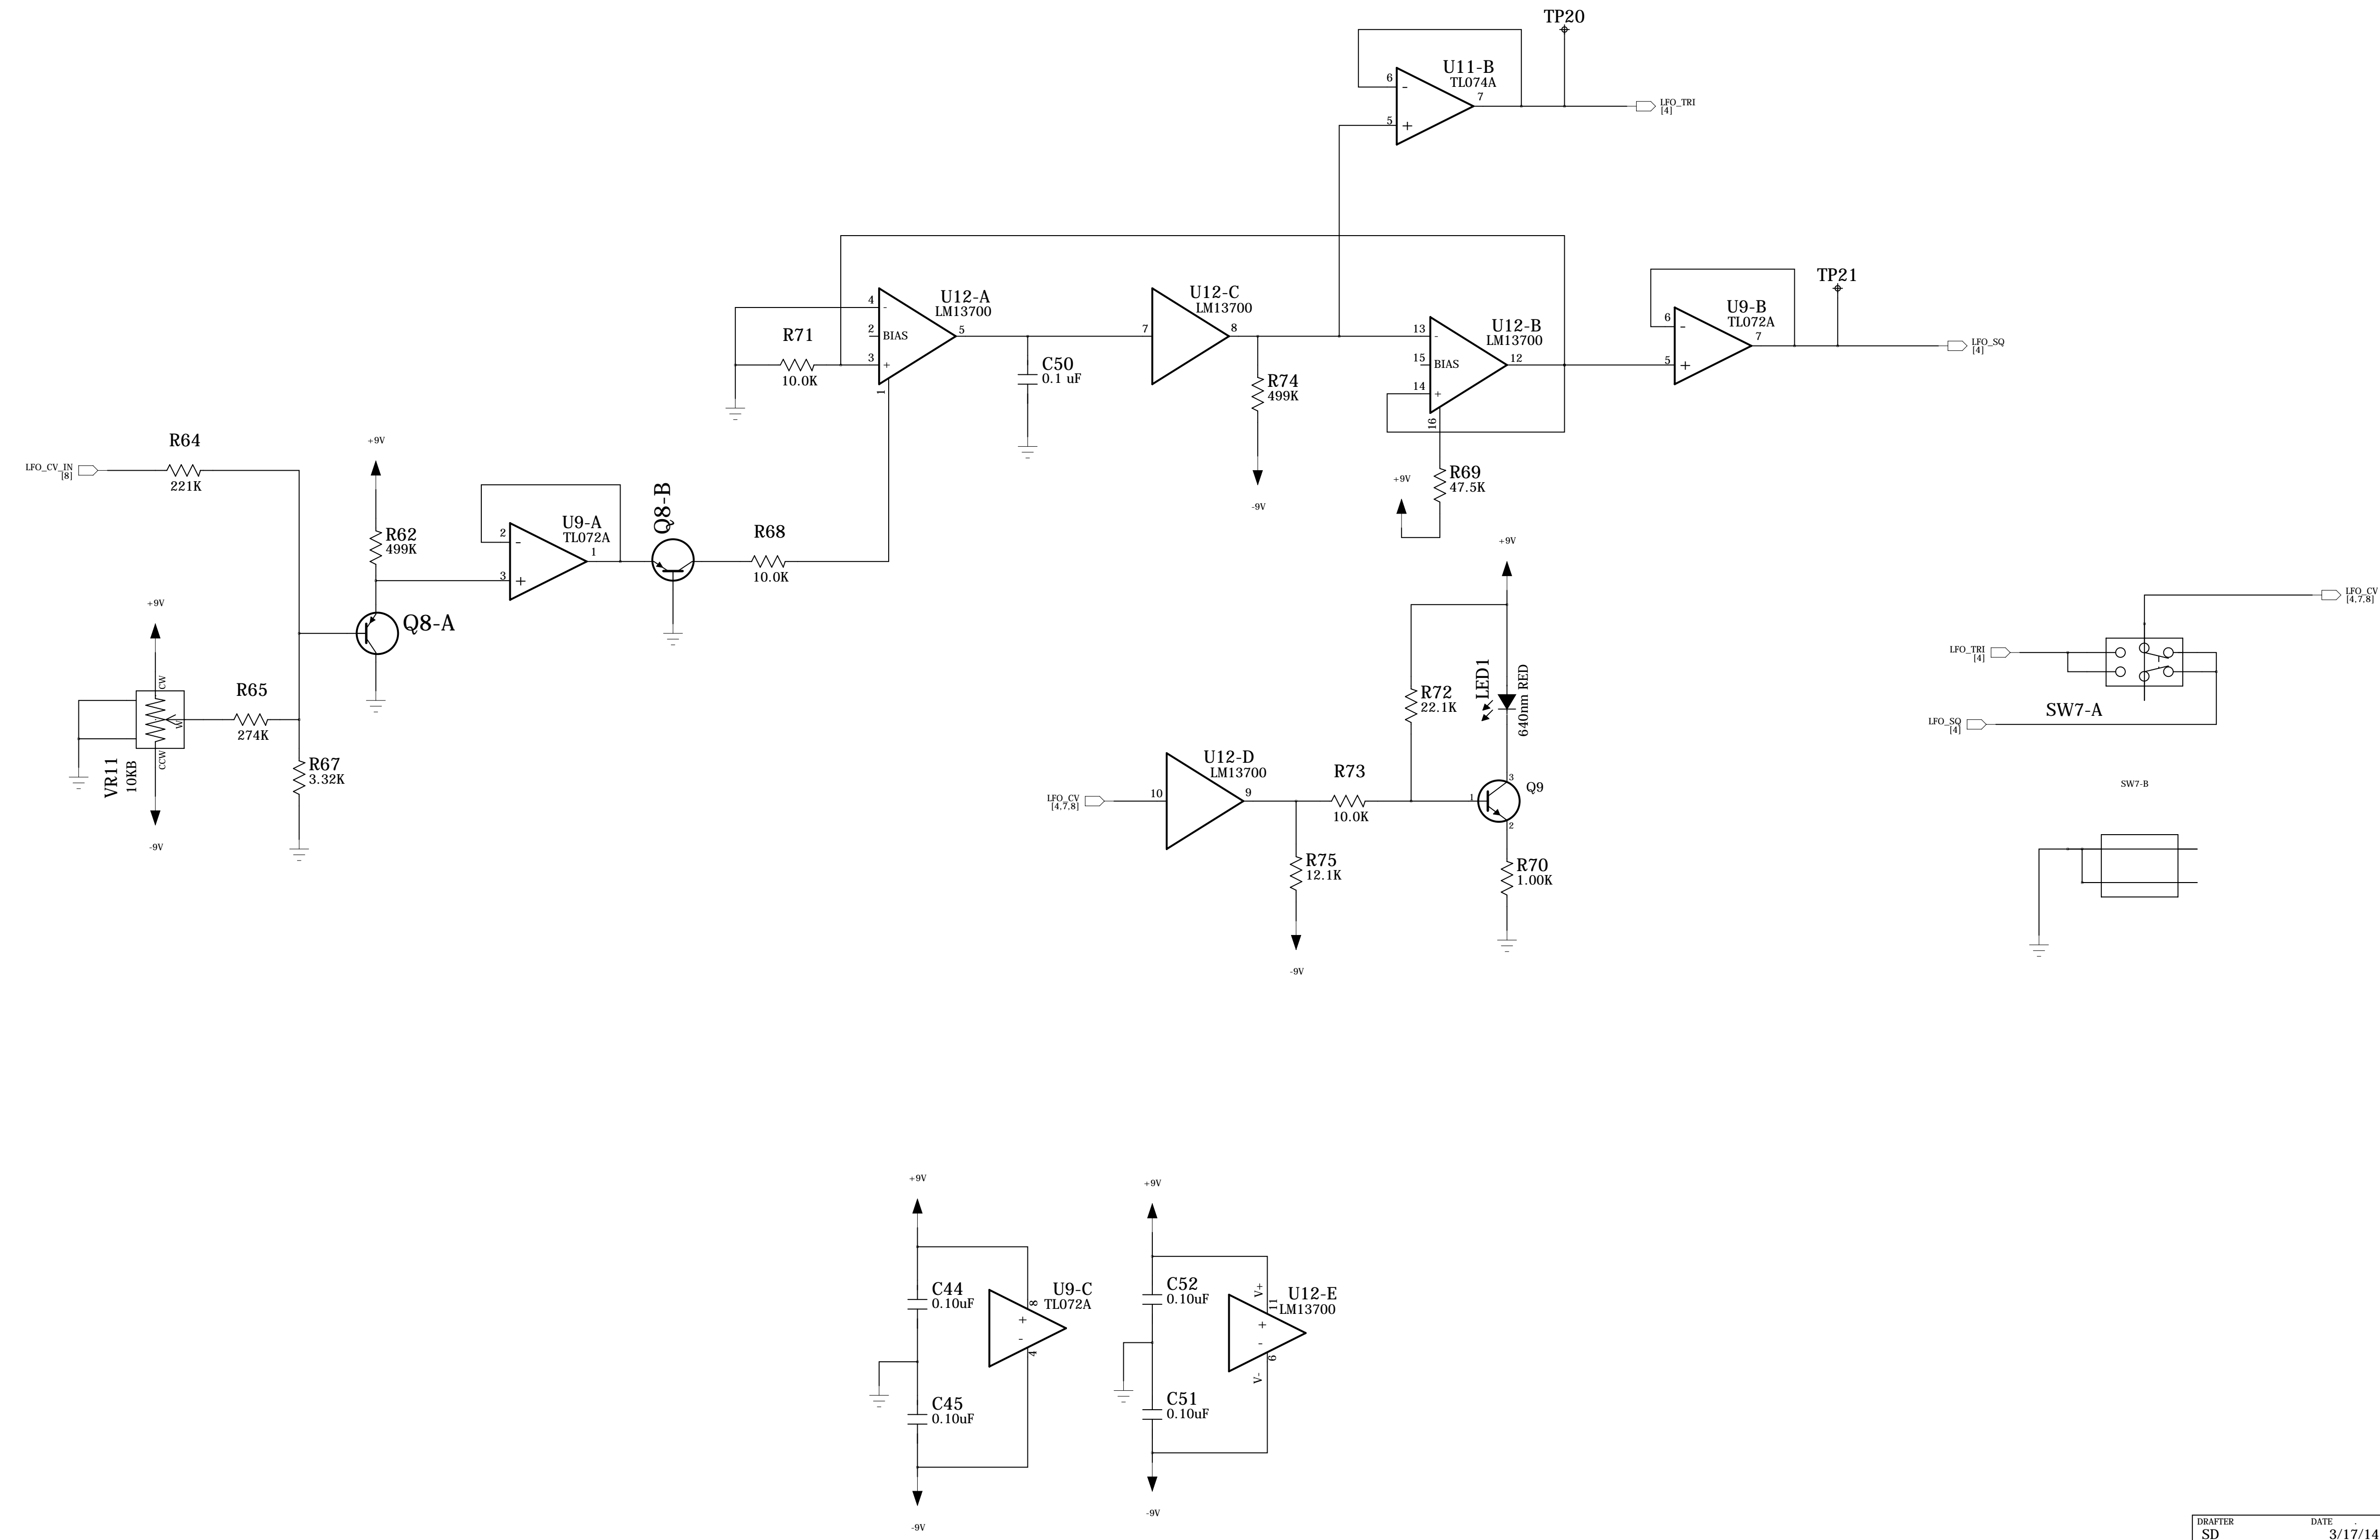 TP20
U11-B
TL074A
6
-
7
5
+
LFO_TRI
[4]
TP21
U12-A
LM13700
4
-
2
BIAS
3
+
5
1
R71
10.0K
C50
0.1 uF
U12-C
LM13700
7
8
R74
499K
-9V
U12-B
LM13700
13
-
15
BIAS
14
+
12
16
R69
47.5K
+9V
U9-B
TL072A
6
-
7
5
+
LFO_SQ
[4]
LFO_CV_IN
[8]
R64
221K
+9V
R62
499K
Q8-A
U9-A
TL072A
2
-
1
3
+
Q8-B
R68
10.0K
+9V
CW
W
CCW
VR11
10KB
-9V
R65
274K
R67
3.32K
+9V
R72
22.1K
LED1
640nm RED
LFO_CV
[4,7,8]
10
U12-D
LM13700
9
R73
10.0K
R75
12.1K
-9V
1
3
Q9
2
R70
1.00K
LFO_CV
[4,7,8]
LFO_TRI
[4]
SW7-A
LFO_SQ
[4]
SW7-B
+9V
C44
0.10uF
U9-C
TL072A
8
+
-
4
C45
0.10uF
-9V
+9V
C52
0.10uF
V+
11
U12-E
LM13700
+
-
6
V-
C51
0.10uF
-9V
DRAFTER DATE .
SD 3/17/14